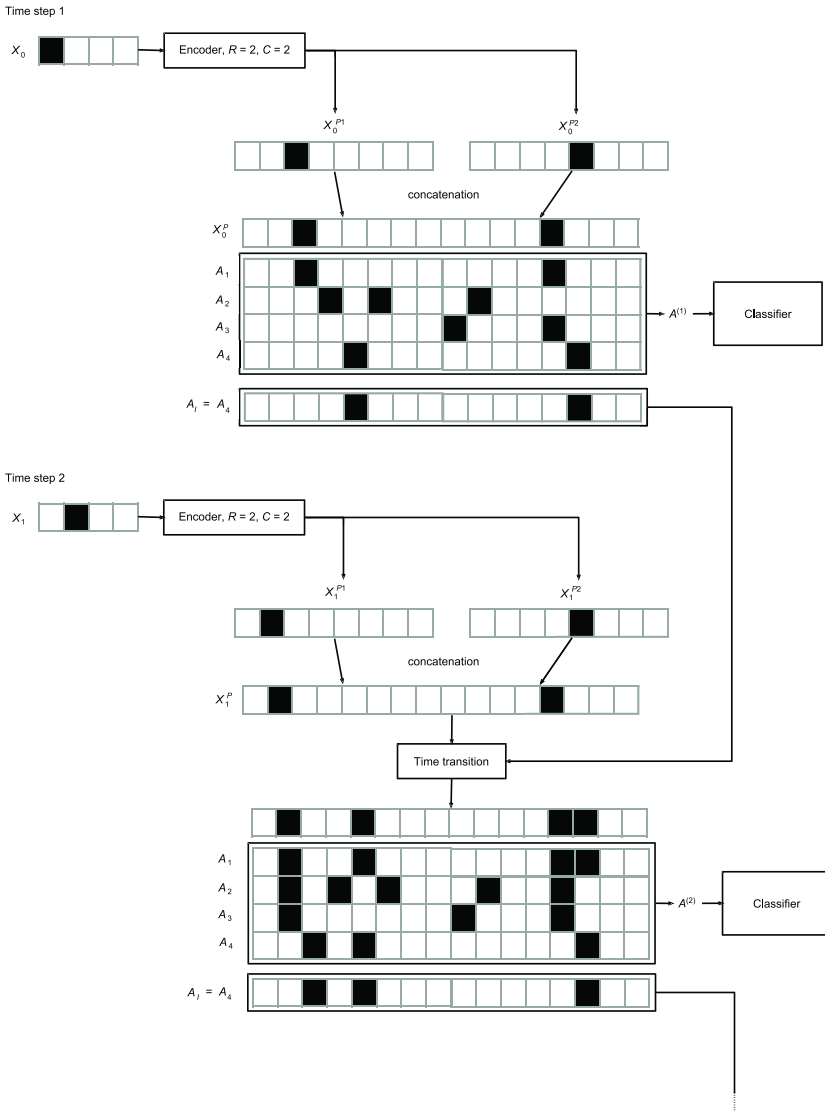 Time step 1
X₀
Encoder, R = 2, C = 2
X₀ᴾ¹
X₀ᴾ²
concatenation
X₀ᴾ
A₁
A₂
A₃
A₄
A⁽¹⁾
Classifier
Aₗ = A₄
Time step 2
X₁
Encoder, R = 2, C = 2
X₁ᴾ¹
X₁ᴾ²
concatenation
X₁ᴾ
Time transition
A₁
A₂
A₃
A₄
A⁽²⁾
Classifier
Aₗ = A₄